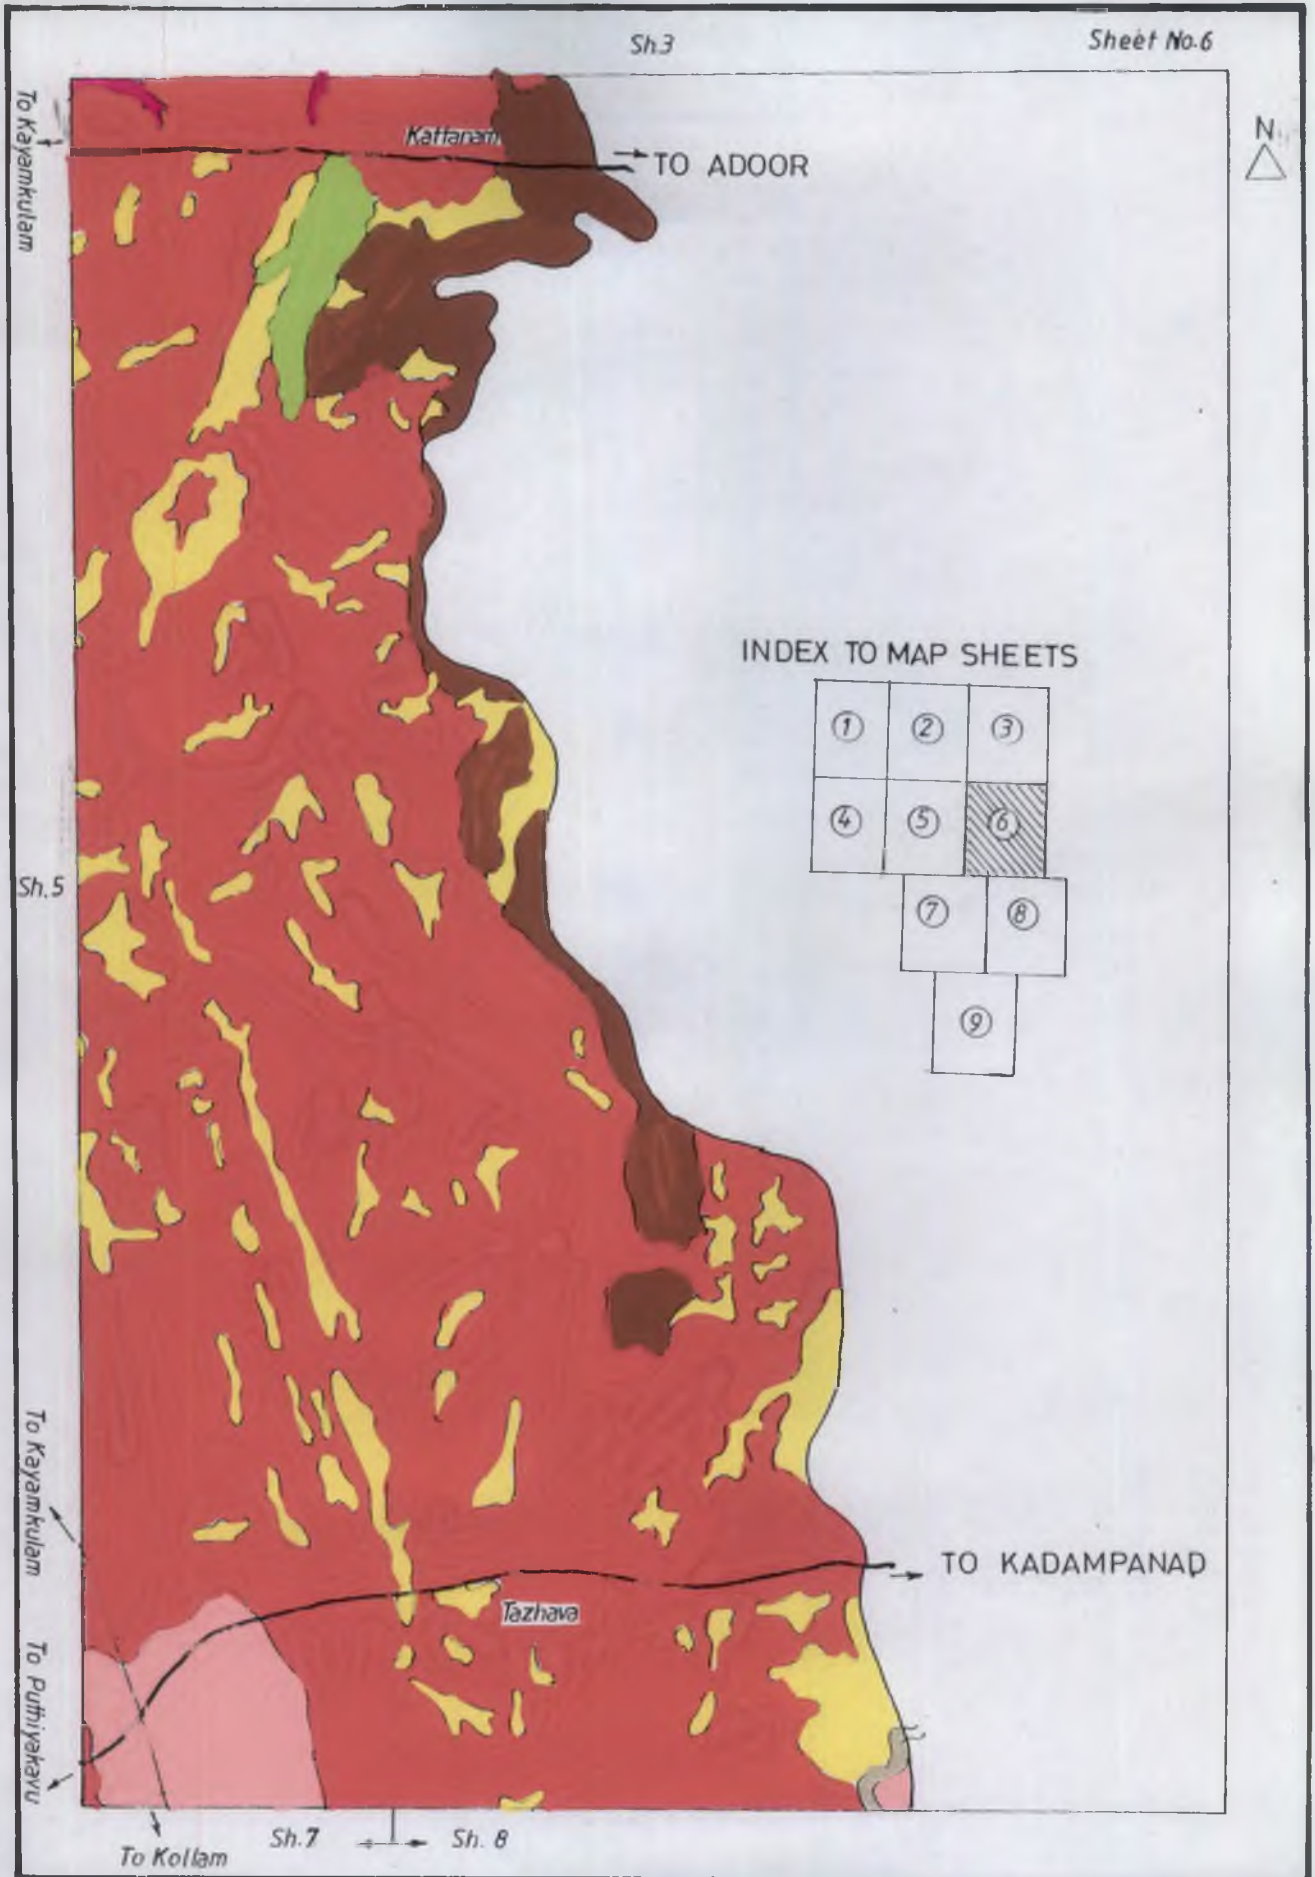 Sh.3
Sheet No.6
To Kayamkulam
Kattanam
TO ADOOR
N
INDEX TO MAP SHEETS
1
2
3
4
5
6
7
8
9
Sh.5
To Kayamkulam
TO KADAMPANAD
Tazhava
To Puthiyakavu
Sh.7
Sh. 8
To Kollam